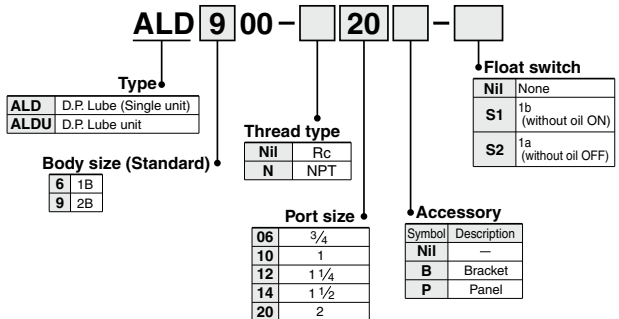 ALD 9 00 – 20 –
Type
ALD D.P. Lube (Single unit)
ALDU D.P. Lube unit
Body size (Standard)
6 1B
9 2B
Thread type
Nil Rc
N NPT
Port size
06 3/4
10 1
12 1 1/4
14 1 1/2
20 2
Accessory
Symbol Description
Nil —
B Bracket
P Panel
Float switch
Nil None
S1 1b
(without oil ON)
S2 1a
(without oil OFF)